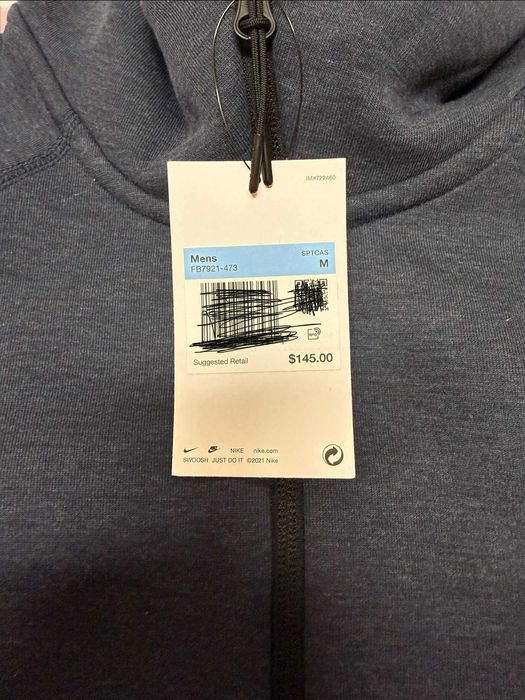 IM#722460
Mens SPTCAS
FB7921-473 M
Suggested Retail $145.00
NIKE nike.com
SWOOSH JUST DO IT ©2021 Nike